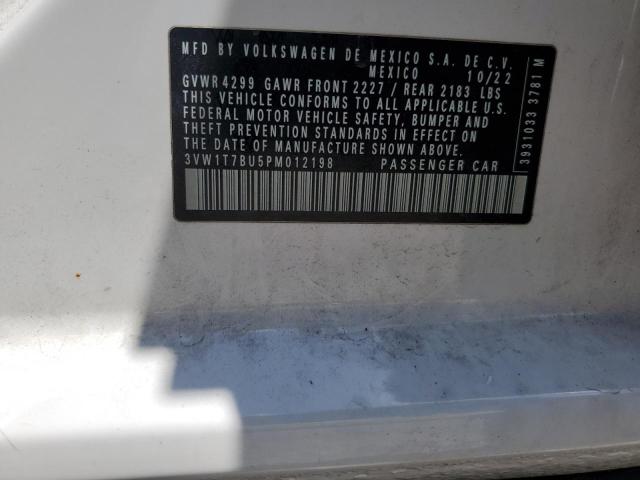 MFD BY VOLKSWAGEN DE MEXICO S.A. DE C.V.
MEXICO 10/22
GVWR 4299 GAWR FRONT 2227 / REAR 2183 LBS
THIS VEHICLE CONFORMS TO ALL APPLICABLE U.S.
FEDERAL MOTOR VEHICLE SAFETY, BUMPER AND
THEFT PREVENTION STANDARDS IN EFFECT ON
THE DATE OF MANUFACTURE SHOWN ABOVE.
3VW1T7BU5PM012198 PASSENGER CAR
3931033 3781 M